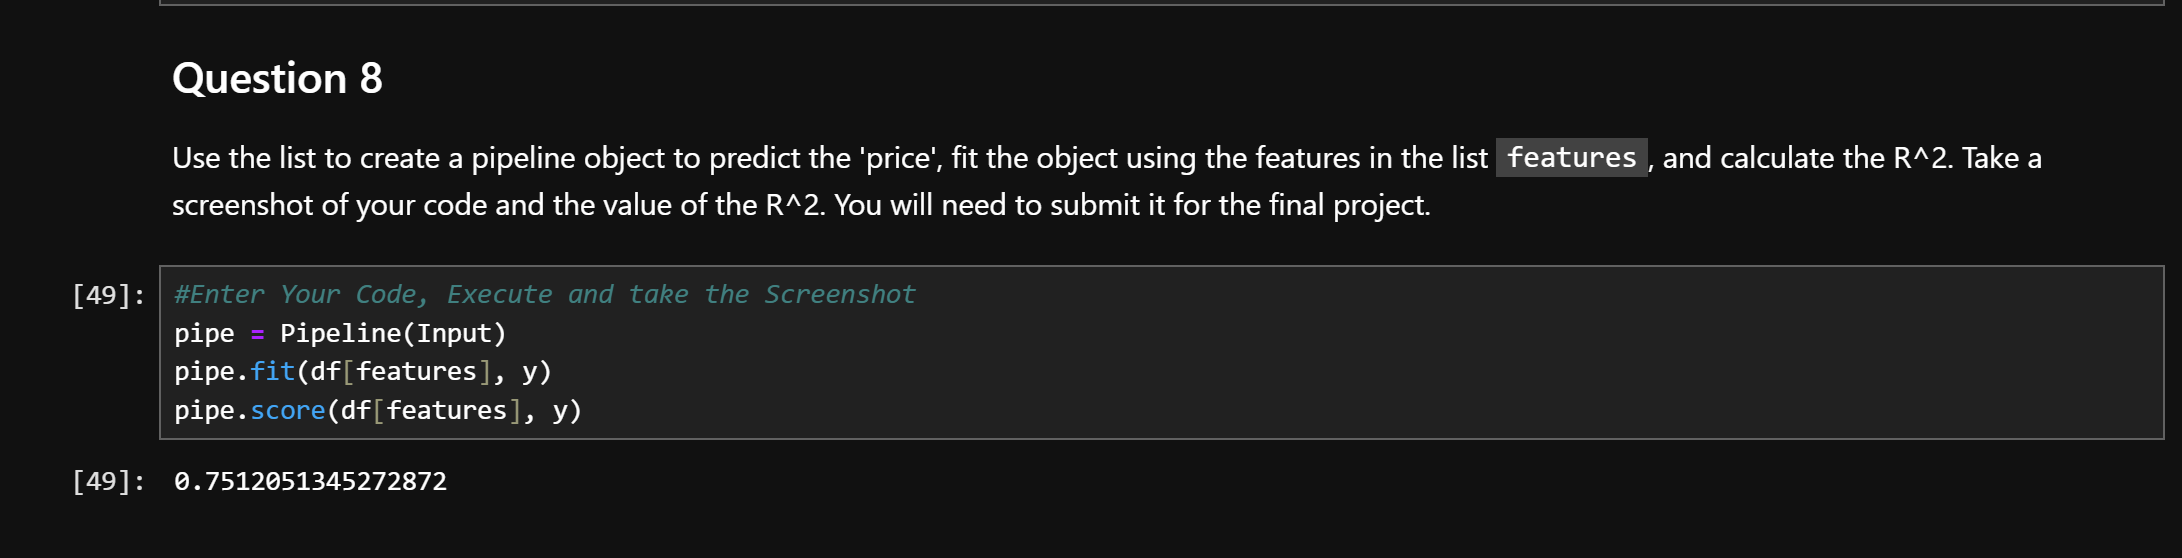 Question 8
Use the list to create a pipeline object to predict the 'price', fit the object using the features in the list features, and calculate the R^2. Take a
screenshot of your code and the value of the R^2. You will need to submit it for the final project.
[49]: #Enter Your Code, Execute and take the Screenshot
pipe = Pipeline(Input)
pipe.fit(df[features], y)
pipe.score(df[features], y)
[49]: 0.7512051345272872